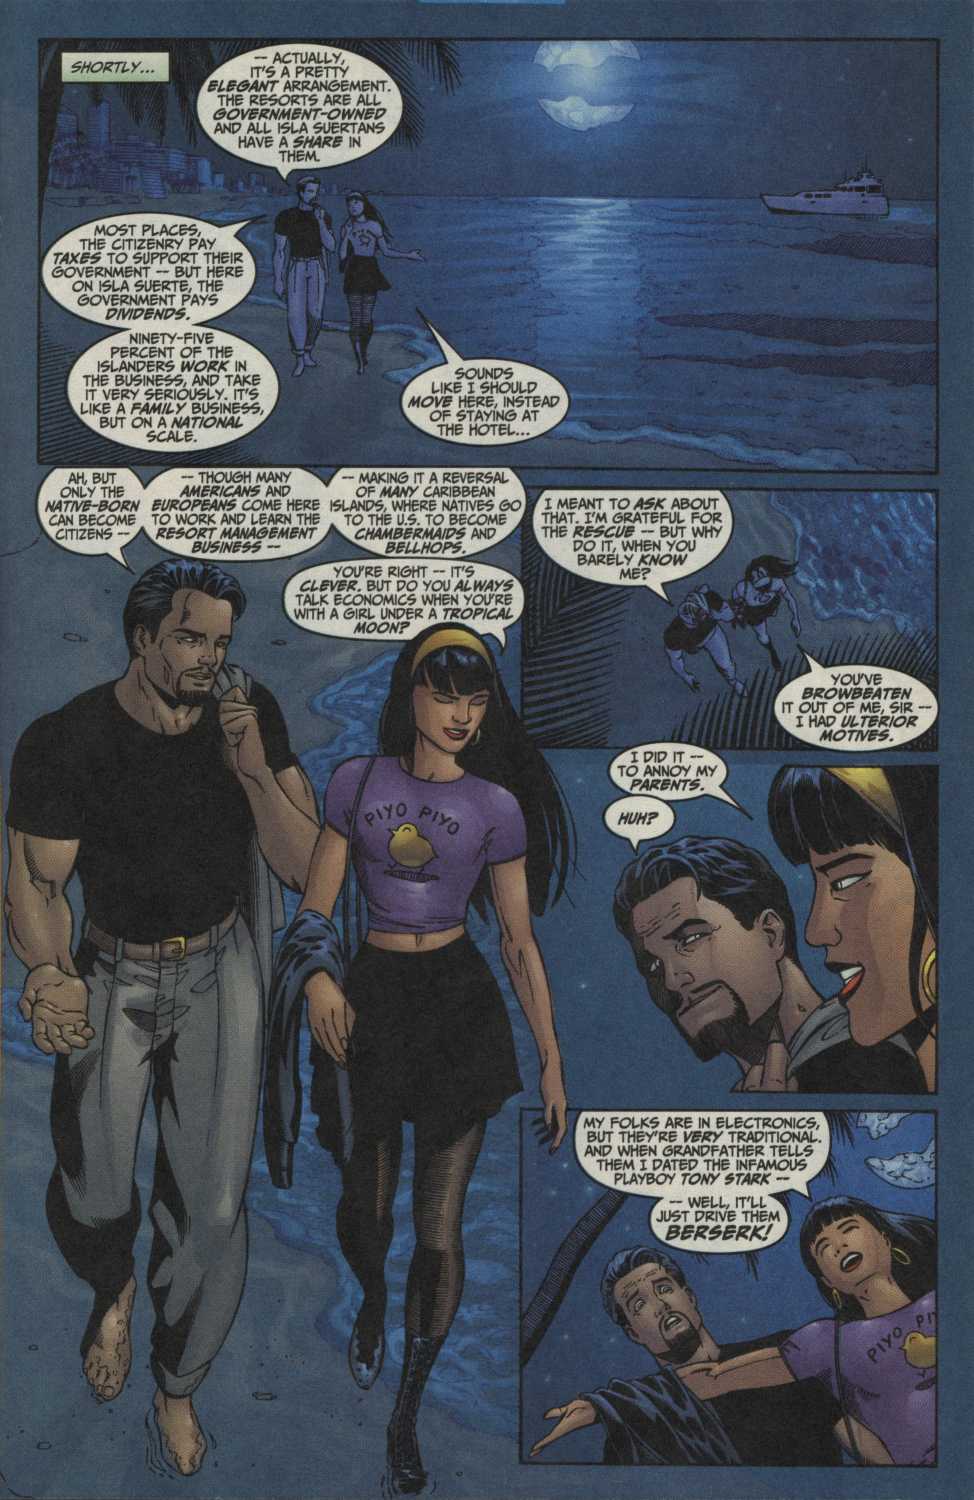 SHORTLY...
-- ACTUALLY,
IT'S A PRETTY
ELEGANT ARRANGEMENT.
THE RESORTS ARE ALL
GOVERNMENT-OWNED
AND ALL ISLA SUERTANS
HAVE A SHARE IN
THEM.
MOST PLACES,
THE CITIZENRY PAY
TAXES TO SUPPORT THEIR
GOVERNMENT -- BUT HERE
ON ISLA SUERTE, THE
GOVERNMENT PAYS
DIVIDENDS.
NINETY-FIVE
PERCENT OF THE
ISLANDERS WORK IN
THE BUSINESS, AND TAKE
IT VERY SERIOUSLY. IT'S
LIKE A FAMILY BUSINESS,
BUT ON A NATIONAL
SCALE.
SOUNDS
LIKE I SHOULD
MOVE HERE, INSTEAD
OF STAYING AT
THE HOTEL...
AH, BUT
ONLY THE
NATIVE-BORN
CAN BECOME
CITIZENS --
-- THOUGH MANY
AMERICANS AND
EUROPEANS COME HERE
TO WORK AND LEARN THE
RESORT MANAGEMENT
BUSINESS --
-- MAKING IT A REVERSAL
OF MANY CARIBBEAN
ISLANDS, WHERE NATIVES GO
TO THE U.S. TO BECOME
CHAMBERMAIDS AND
BELLHOPS.
YOU'RE RIGHT -- IT'S
CLEVER. BUT DO YOU ALWAYS
TALK ECONOMICS WHEN YOU'RE
WITH A GIRL UNDER A TROPICAL
MOON?
PIYO PIYO
I MEANT TO ASK ABOUT
THAT. I'M GRATEFUL FOR
THE RESCUE -- BUT WHY
DO IT, WHEN YOU
BARELY KNOW
ME?
YOU'VE
BROWBEATEN
IT OUT OF ME, SIR --
I HAD ULTERIOR
MOTIVES.
I DID IT --
TO ANNOY MY
PARENTS.
HUH?
MY FOLKS ARE IN ELECTRONICS,
BUT THEY'RE VERY TRADITIONAL.
AND WHEN GRANDFATHER TELLS
THEM I DATED THE INFAMOUS
PLAYBOY TONY STARK --
-- WELL, IT'LL
JUST DRIVE THEM
BERSERK!
PIYO PI